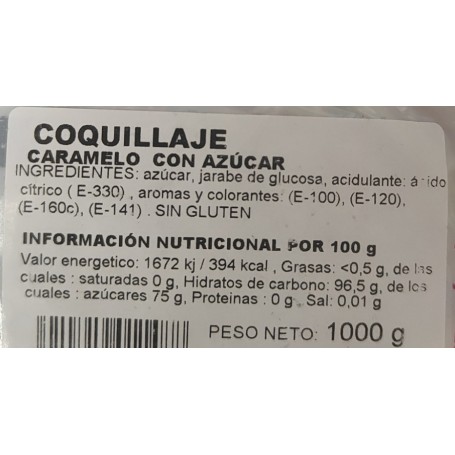 COQUILLAJE
CARAMELO CON AZÚCAR
INGREDIENTES: azúcar, jarabe de glucosa, acidulante: ácido
cítrico ( E-330) , aromas y colorantes: (E-100), (E-120),
(E-160c), (E-141) . SIN GLUTEN
INFORMACIÓN NUTRICIONAL POR 100 g
Valor energetico: 1672 kj / 394 kcal , Grasas: <0,5 g, de las
cuales : saturadas 0 g, Hidratos de carbono: 96,5 g, de los
cuales : azúcares 75 g, Proteinas : 0 g, Sal: 0,01 g
PESO NETO: 1000 g